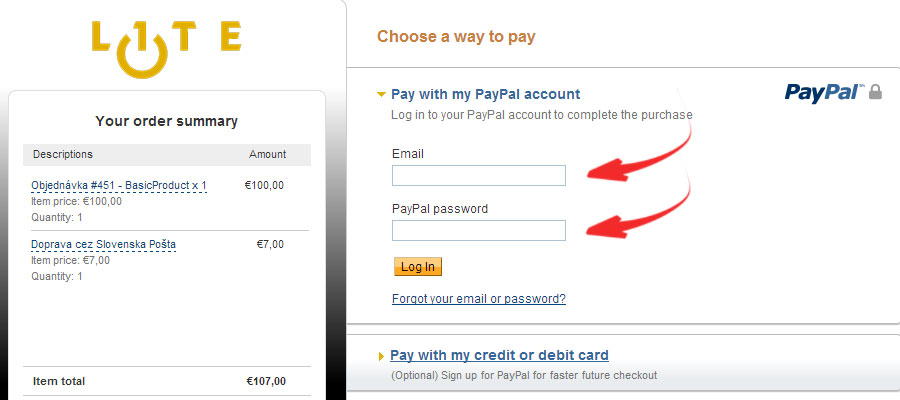 L1TE
Your order summary
Descriptions Amount
Objednávka #451 - BasicProduct x 1 €100,00
Item price: €100,00
Quantity: 1
Doprava cez Slovenska Pošta €7,00
Item price: €7,00
Quantity: 1
Item total €107,00
Choose a way to pay
Pay with my PayPal account
PayPal
Log in to your PayPal account to complete the purchase
Email
PayPal password
Log In
Forgot your email or password?
Pay with my credit or debit card
(Optional) Sign up for PayPal for faster future checkout